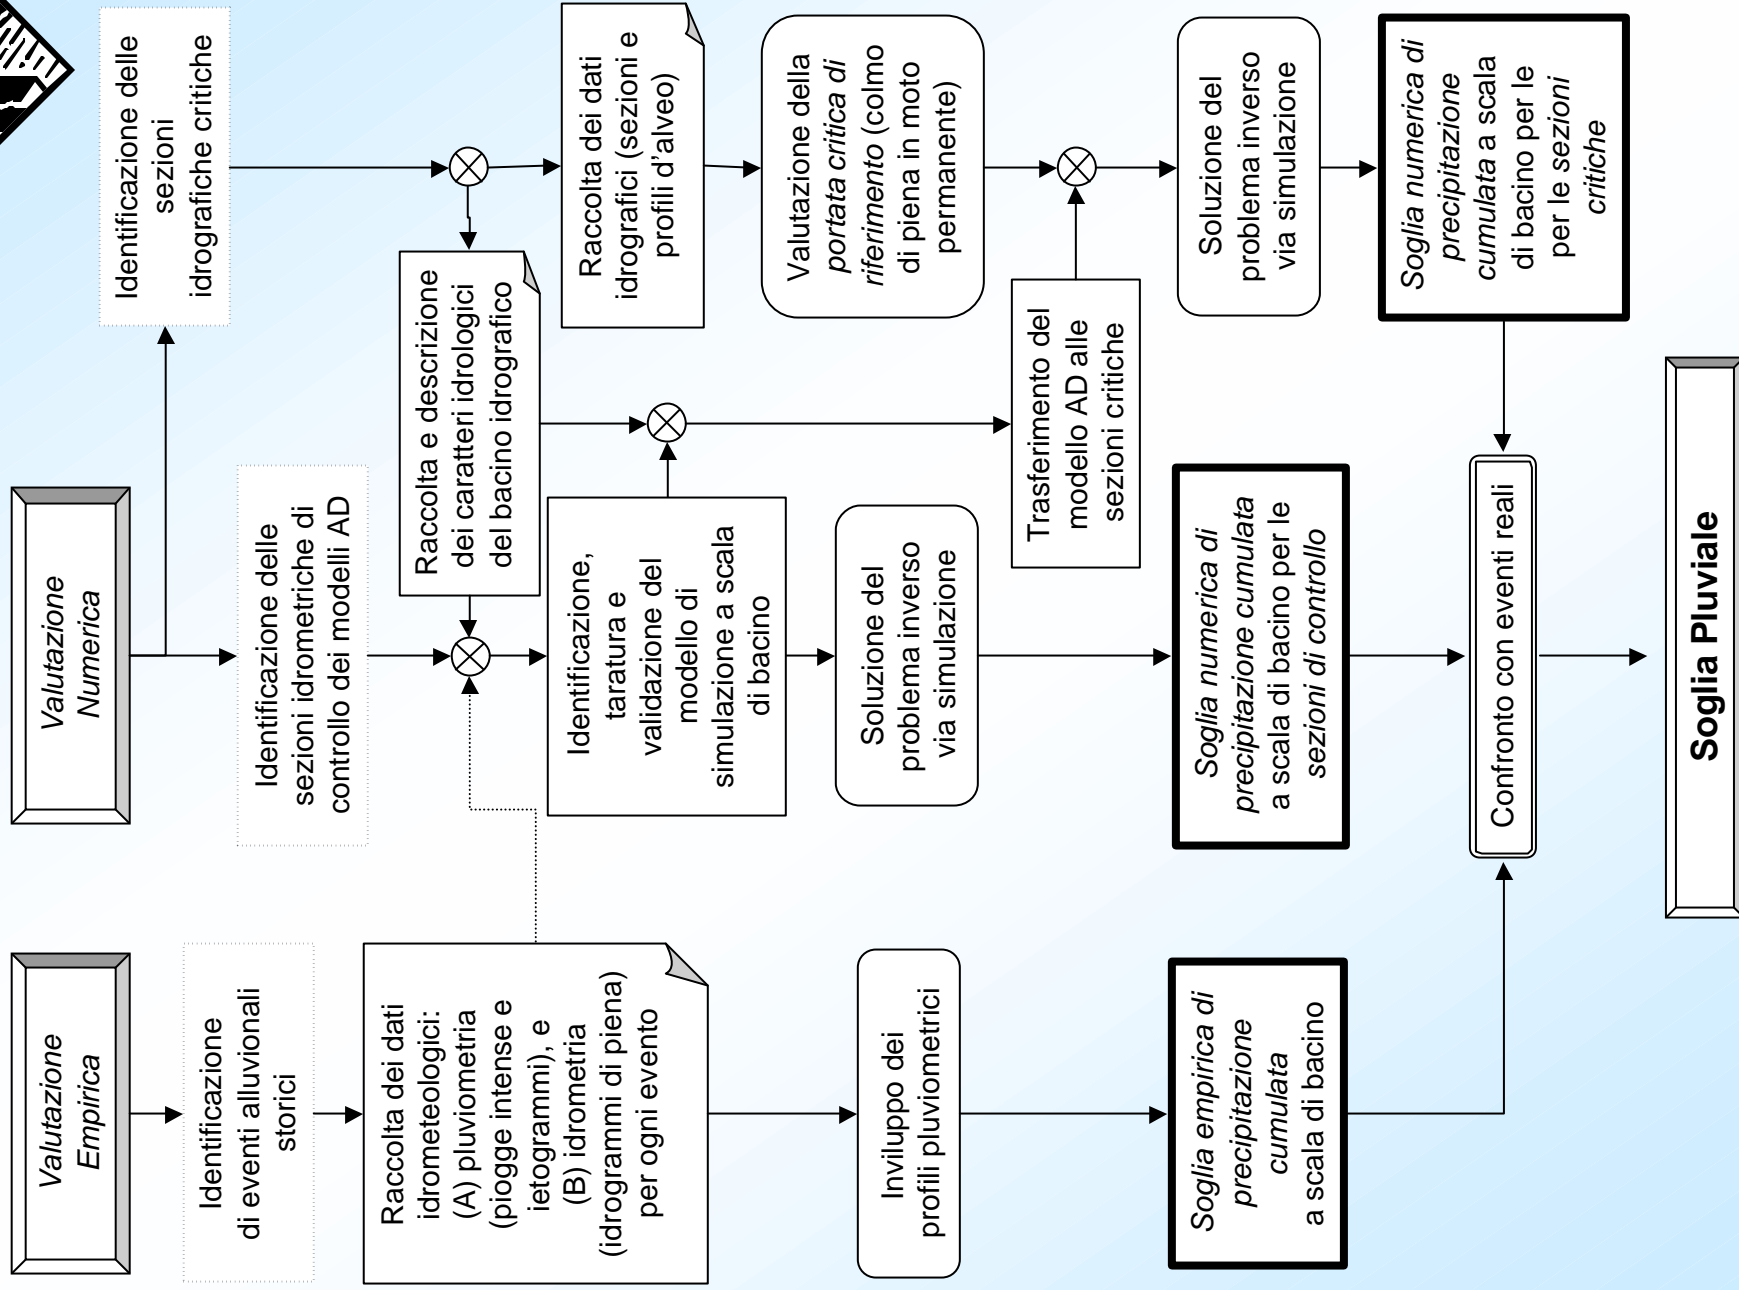 Valutazione
Empirica
Identificazione
di eventi alluvionali
storici
Raccolta dei dati
idrometeologici:
(A) pluviometria
(piogge intense e
ietogrammi), e
(B) idrometria
(idrogrammi di piena)
per ogni evento
Inviluppo dei
profili pluviometrici
Soglia empirica di
precipitazione
cumulata
a scala di bacino
Valutazione
Numerica
Identificazione delle
sezioni idrometriche di
controllo dei modelli AD
Identificazione,
taratura e
validazione del
modello di
simulazione a scala
di bacino
Soluzione del
problema inverso
via simulazione
Soglia numerica di
precipitazione cumulata
a scala di bacino per le
sezioni di controllo
Identificazione delle
sezioni
idrografiche critiche
Raccolta e descrizione
dei caratteri idrologici
del bacino idrografico
Raccolta dei dati
idrografici (sezioni e
profili d'alveo)
Valutazione della
portata critica di
riferimento (colmo
di piena in moto
permanente)
Trasferimento del
modello AD alle
sezioni critiche
Soluzione del
problema inverso
via simulazione
Soglia numerica di
precipitazione
cumulata a scala
di bacino per le
per le sezioni
critiche
Confronto con eventi reali
Soglia Pluviale